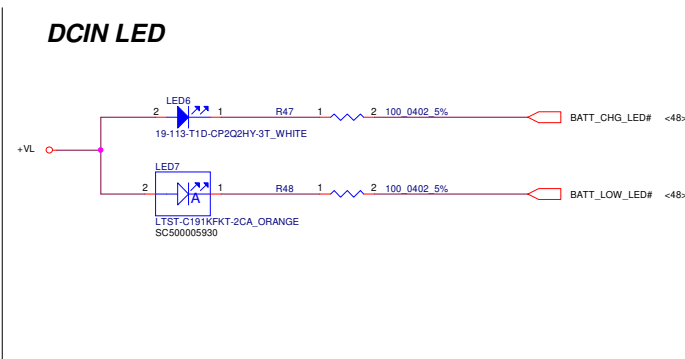 DCIN LED
LED6
2 1 R47 1 2 100_0402_5% BATT_CHG_LED# <48>
19-113-T1D-CP2Q2HY-3T_WHITE
+VL
LED7
2 A 1 R48 1 2 100_0402_5% BATT_LOW_LED# <48>
LTST-C191KFKT-2CA_ORANGE
SC500005930